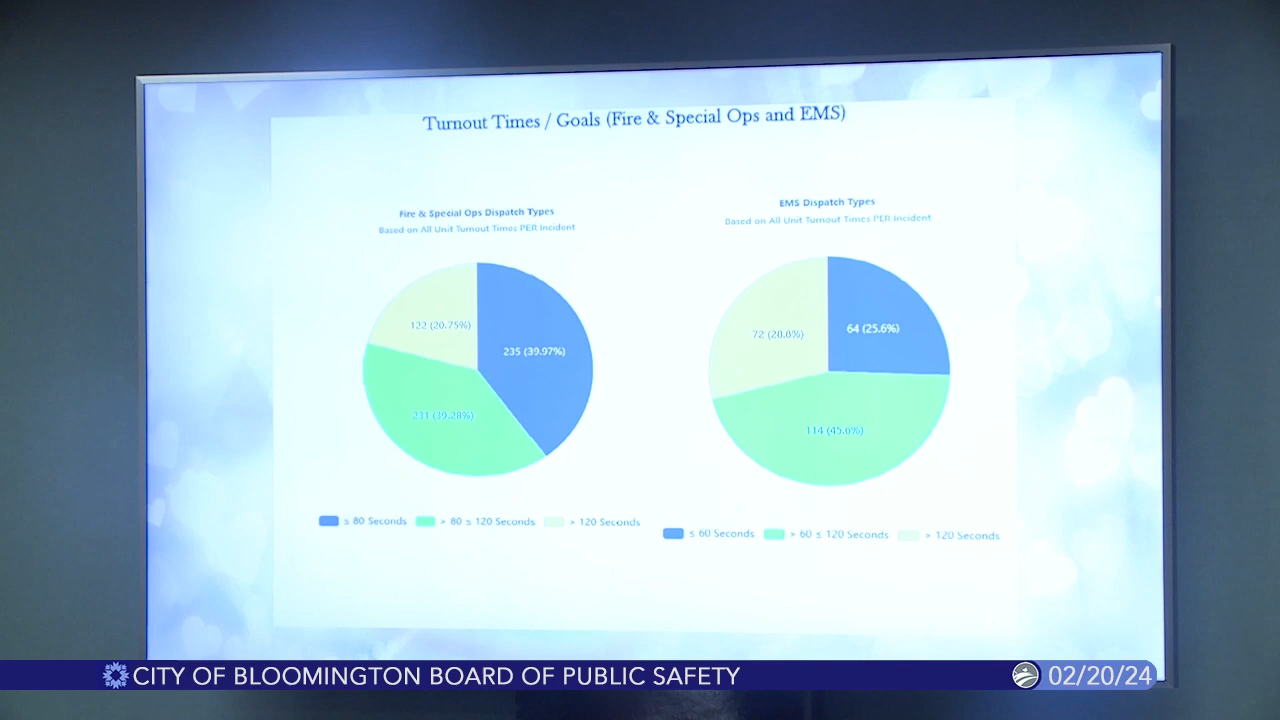 Turnout Times / Goals (Fire & Special Ops and EMS)
Fire & Special Ops Dispatch Types
Based on All Unit Turnout Times PER Incident
122 (20.75%)
235 (39.97%)
231 (39.28%)
≤ 80 Seconds > 80 ≤ 120 Seconds > 120 Seconds
EMS Dispatch Types
Based on All Unit Turnout Times PER Incident
72 (28.8%)
64 (25.6%)
114 (45.6%)
≤ 60 Seconds > 60 ≤ 120 Seconds > 120 Seconds
CITY OF BLOOMINGTON BOARD OF PUBLIC SAFETY
02/20/24